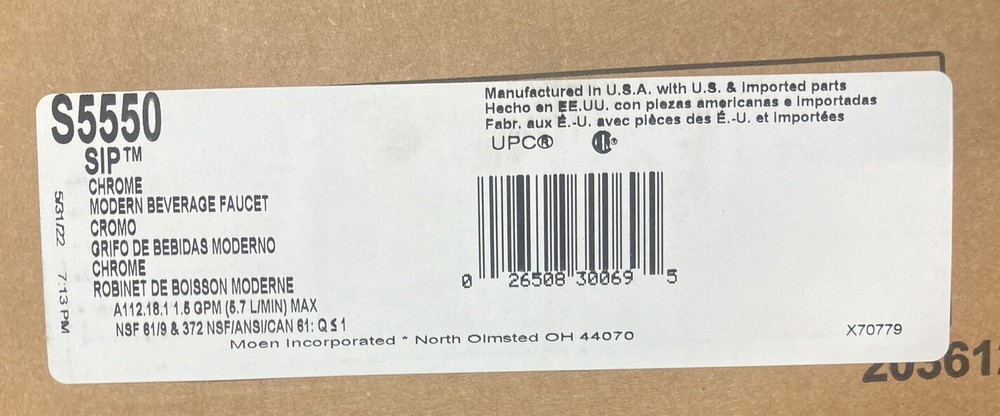 S5550
SIP™
CHROME
MODERN BEVERAGE FAUCET
CROMO
GRIFO DE BEBIDAS MODERNO
CHROME
ROBINET DE BOISSON MODERNE
A112.18.1 1.5 GPM (5.7 L/MIN) MAX
NSF 61/9 & 372 NSF/ANSI/CAN 61: Q ≤ 1
Moen Incorporated * North Olmsted OH 44070
5/31/22 7:13 PM
Manufactured In U.S.A. with U.S. & Imported parts
Hecho en EE.UU. con piezas americanas e Importadas
Fabr. aux É.-U. avec pièces des É.-U. et Importées
UPC®
0 26508 30069 5
X70779